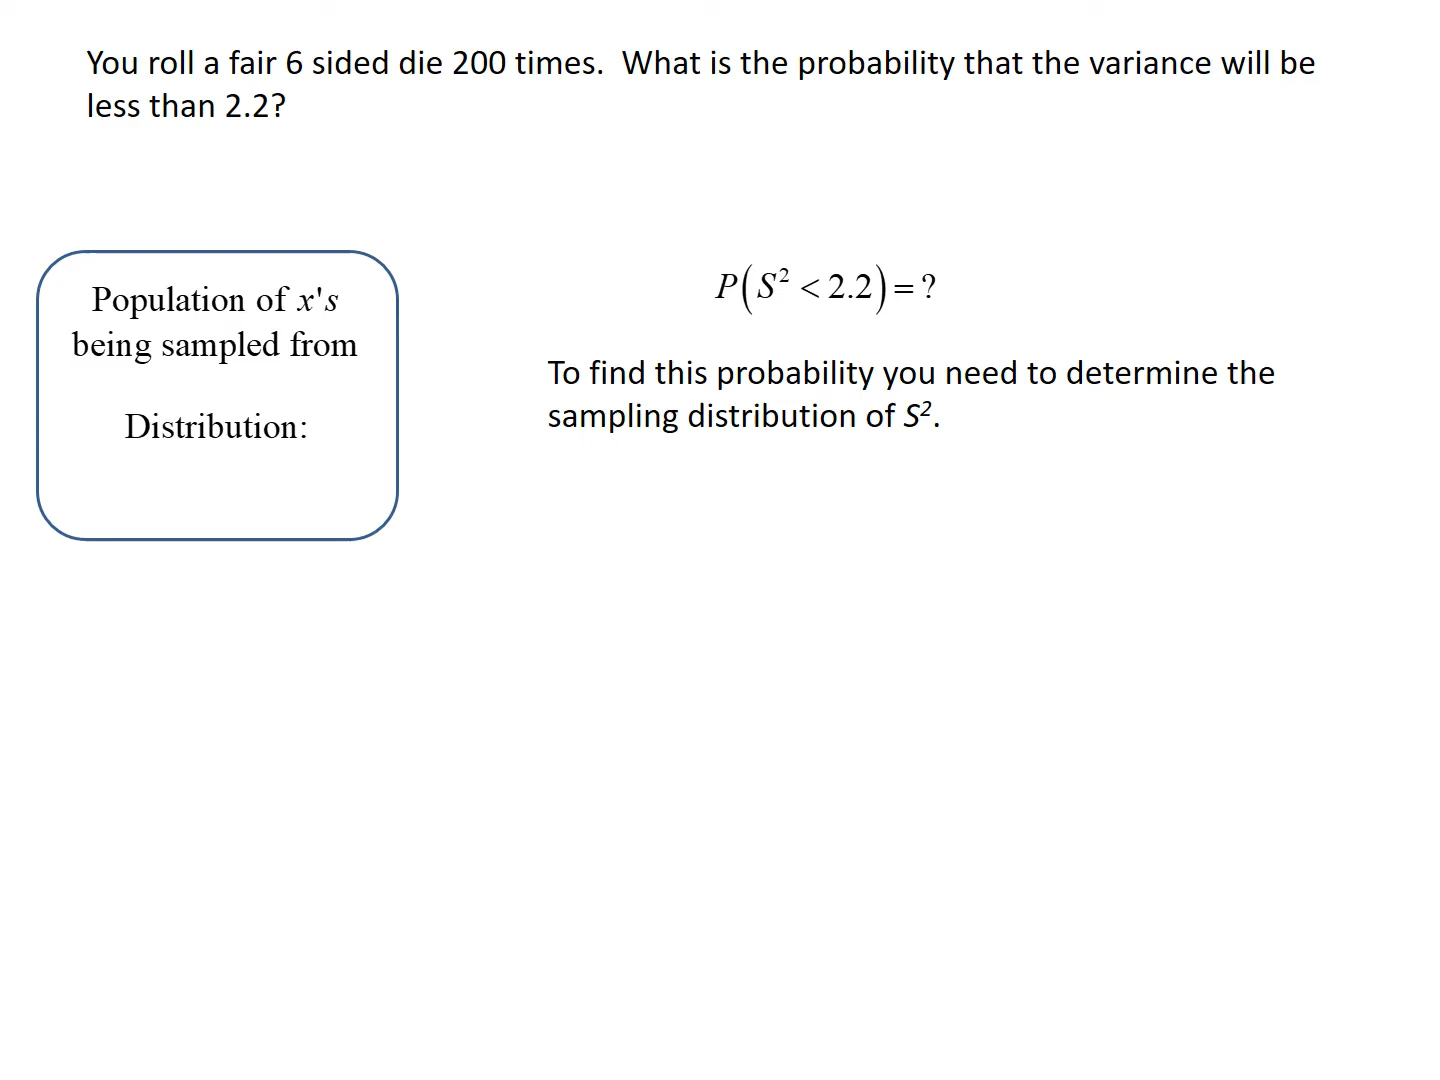 You roll a fair 6 sided die 200 times.  What is the probability that the variance will be
less than 2.2?
Population of x's
being sampled from
Distribution:
P(S² < 2.2) = ?
To find this probability you need to determine the
sampling distribution of S².